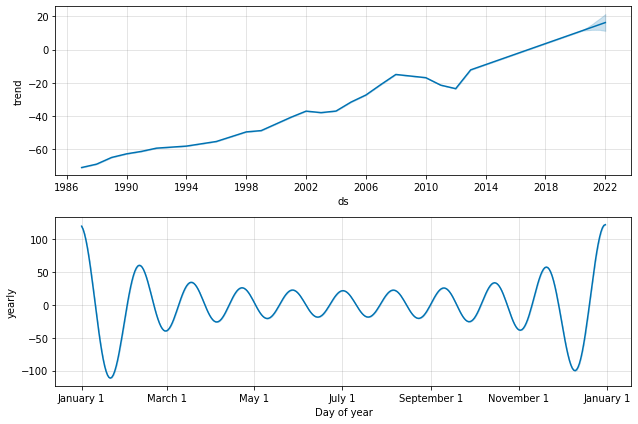 20
0
−20
−40
−60
trend
1986 1990 1994 1998 2002 2006 2010 2014 2018 2022
ds
100
50
0
−50
−100
yearly
January 1 March 1 May 1 July 1 September 1 November 1 January 1
Day of year